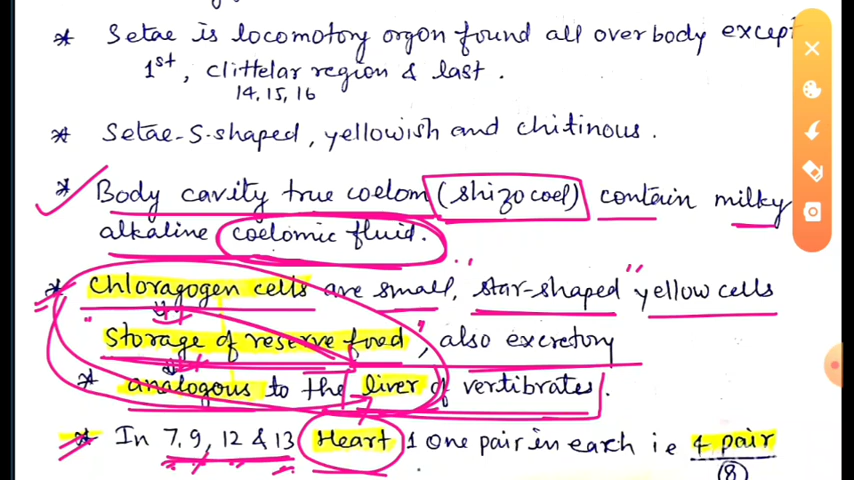 * Setae is locomotory orgon found all over body except
1st, clittelar region & last.
14, 15, 16
* Setae-S-shaped, yellowish and chitinous.
* Body cavity true coelom (shizocoel) contain milky
alkaline coelomic fluid.
* Chloragogen cells are small, "star-shaped" yellow cells
"Storage of reserve food", also excretory
* analogous to the liver of vertibrates.
* In 7, 9, 12 & 13 Heart 1 one pair in each ie 4 pair
(8)